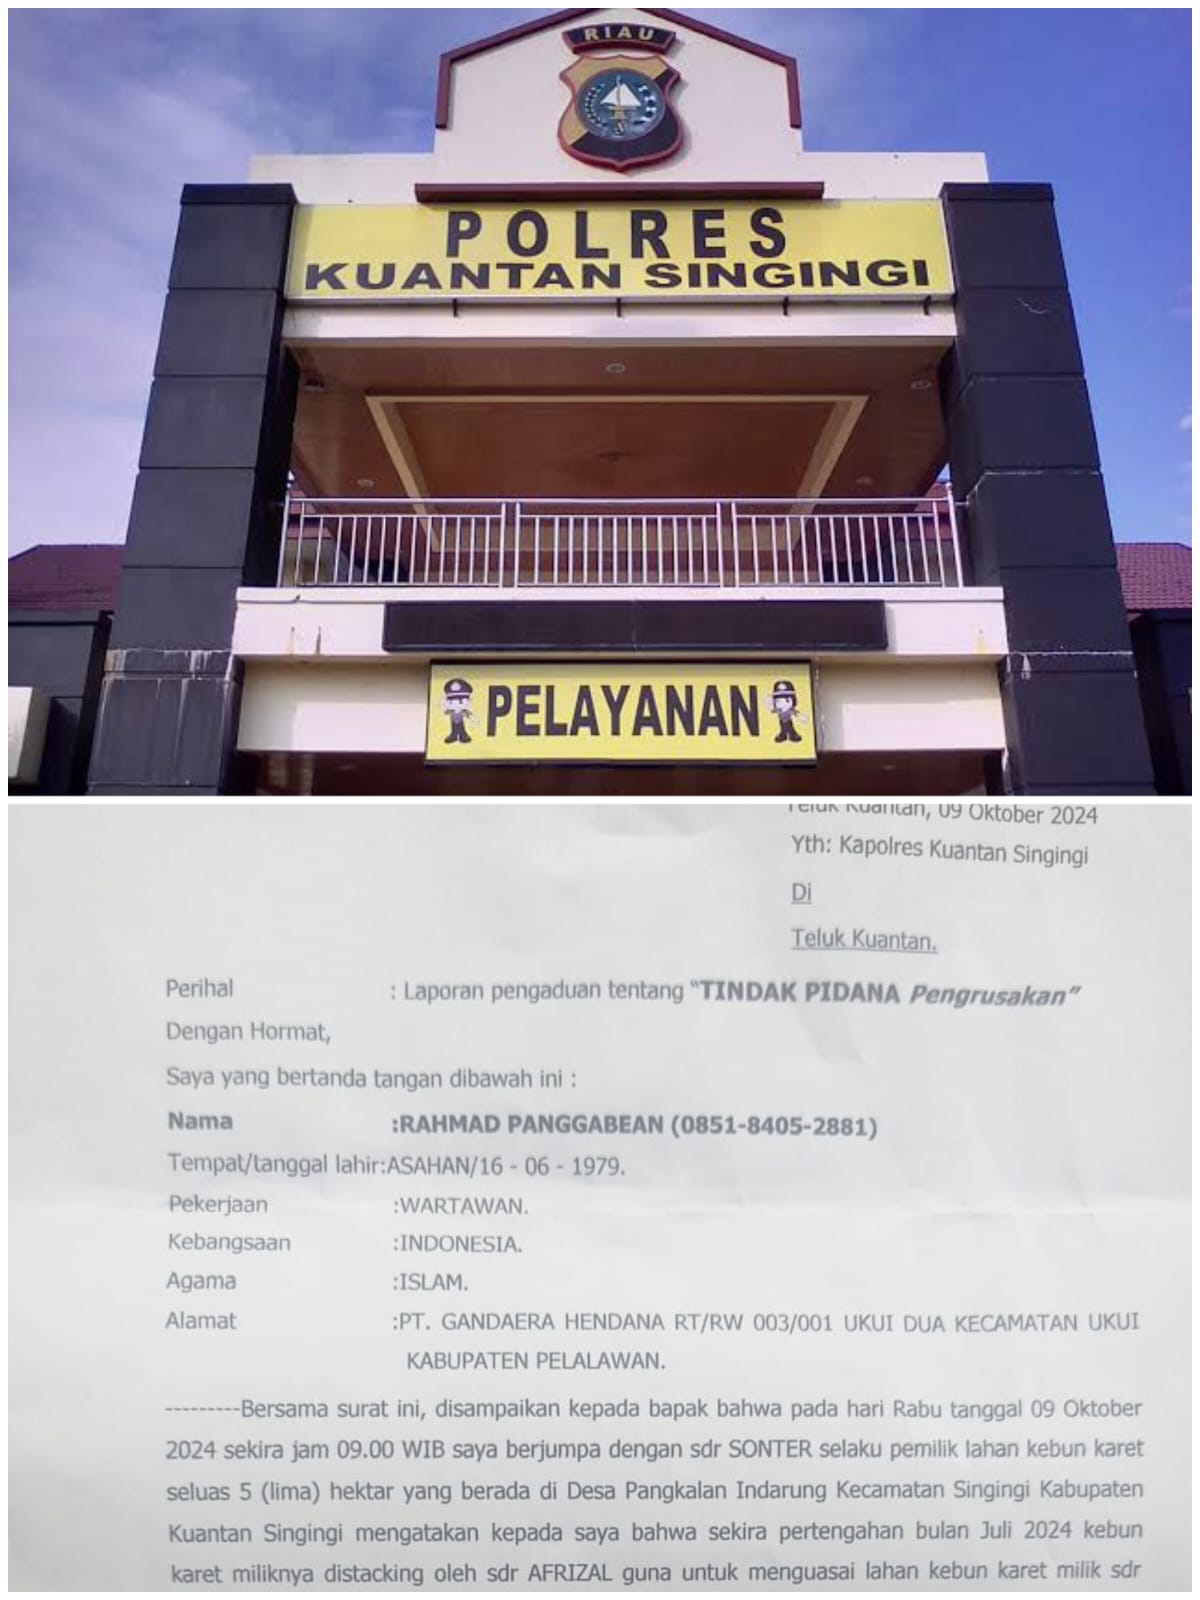 RIAU
POLRES
KUANTAN SINGINGI
PELAYANAN
Teluk Kuantan, 09 Oktober 2024
Yth: Kapolres Kuantan Singingi
Di
Teluk Kuantan.
Perihal : Laporan pengaduan tentang “TINDAK PIDANA Pengrusakan”
Dengan Hormat,
Saya yang bertanda tangan dibawah ini :
Nama :RAHMAD PANGGABEAN (0851-8405-2881)
Tempat/tanggal lahir:ASAHAN/16 - 06 - 1979.
Pekerjaan :WARTAWAN.
Kebangsaan :INDONESIA.
Agama :ISLAM.
Alamat :PT. GANDAERA HENDANA RT/RW 003/001 UKUI DUA KECAMATAN UKUI
KABUPATEN PELALAWAN.
---------Bersama surat ini, disampaikan kepada bapak bahwa pada hari Rabu tanggal 09 Oktober
2024 sekira jam 09.00 WIB saya berjumpa dengan sdr SONTER selaku pemilik lahan kebun karet
seluas 5 (lima) hektar yang berada di Desa Pangkalan Indarung Kecamatan Singingi Kabupaten
Kuantan Singingi mengatakan kepada saya bahwa sekira pertengahan bulan Juli 2024 kebun
karet miliknya distacking oleh sdr AFRIZAL guna untuk menguasai lahan kebun karet milik sdr